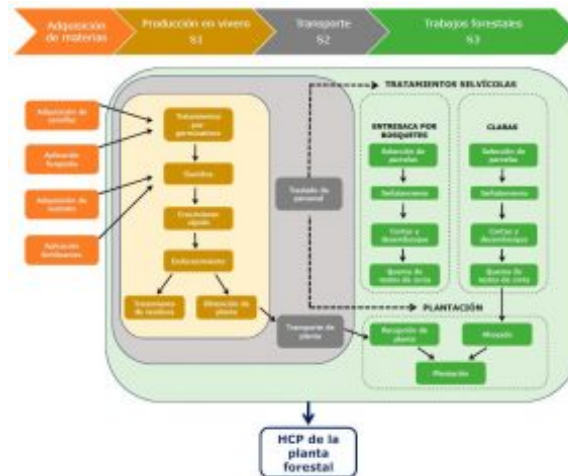 Adquisición
de materias
Producción en vivero
S1
Transporte
S2
Trabajos forestales
S3
TRATAMIENTOS SELVÍCOLAS
Adquisición de
semillas
Aplicación
fungicida
Adquisición de
sustrato
Aplicación
fertilizantes
Tratamientos
pre
germinativos
Siembra
Crecimiento
rápido
Endurecimiento
Tratamiento
de residuos
Obtención de
planta
Traslado de
personal
Transporte de
planta
ENTRESACA POR
BOSQUETES
Selección de
parcelas
Señalamiento
Cortas y
desembosque
Quema de
restos de corta
CLARAS
Selección de
parcelas
Señalamiento
Cortas y
desembosque
Quema de
restos de corta
PLANTACIÓN
Recepción de
planta
Ahoyado
Plantación
HCP de la
planta
forestal